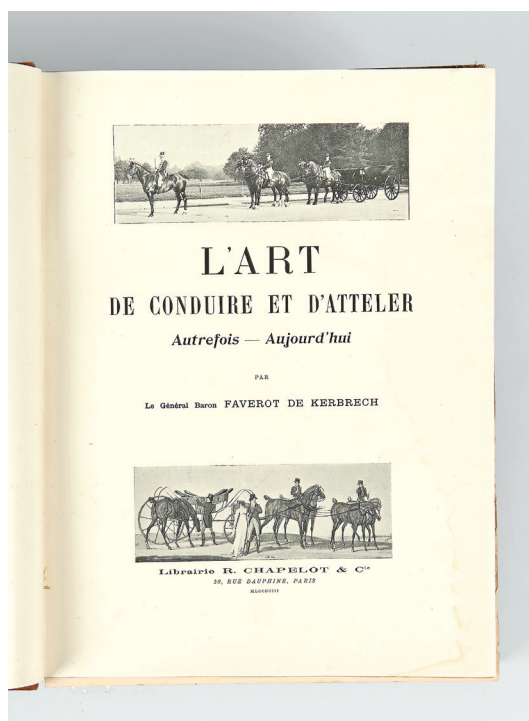 L'ART
DE CONDUIRE ET D'ATTELER
Autrefois — Aujourd'hui
PAR
Le Général Baron FAVEROT DE KERBRECH
Librairie R. CHAPELOT & Cie
30, RUE DAUPHINE, PARIS